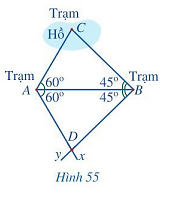 Trạm
Hồ C
Trạm Trạm
A 60° 45° B
60° 45°
D
y x
Hình 55